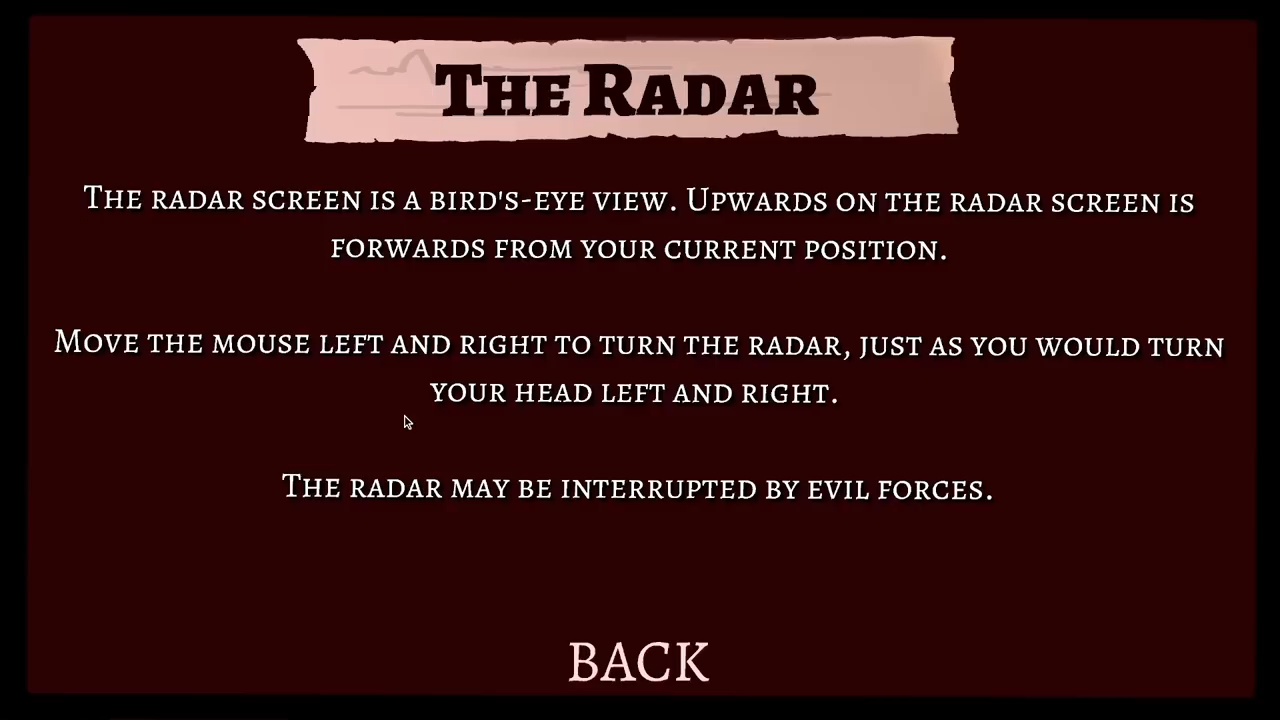 The Radar
The radar screen is a bird's-eye view. Upwards on the radar screen is
forwards from your current position.
Move the mouse left and right to turn the radar, just as you would turn
your head left and right.
The radar may be interrupted by evil forces.
BACK